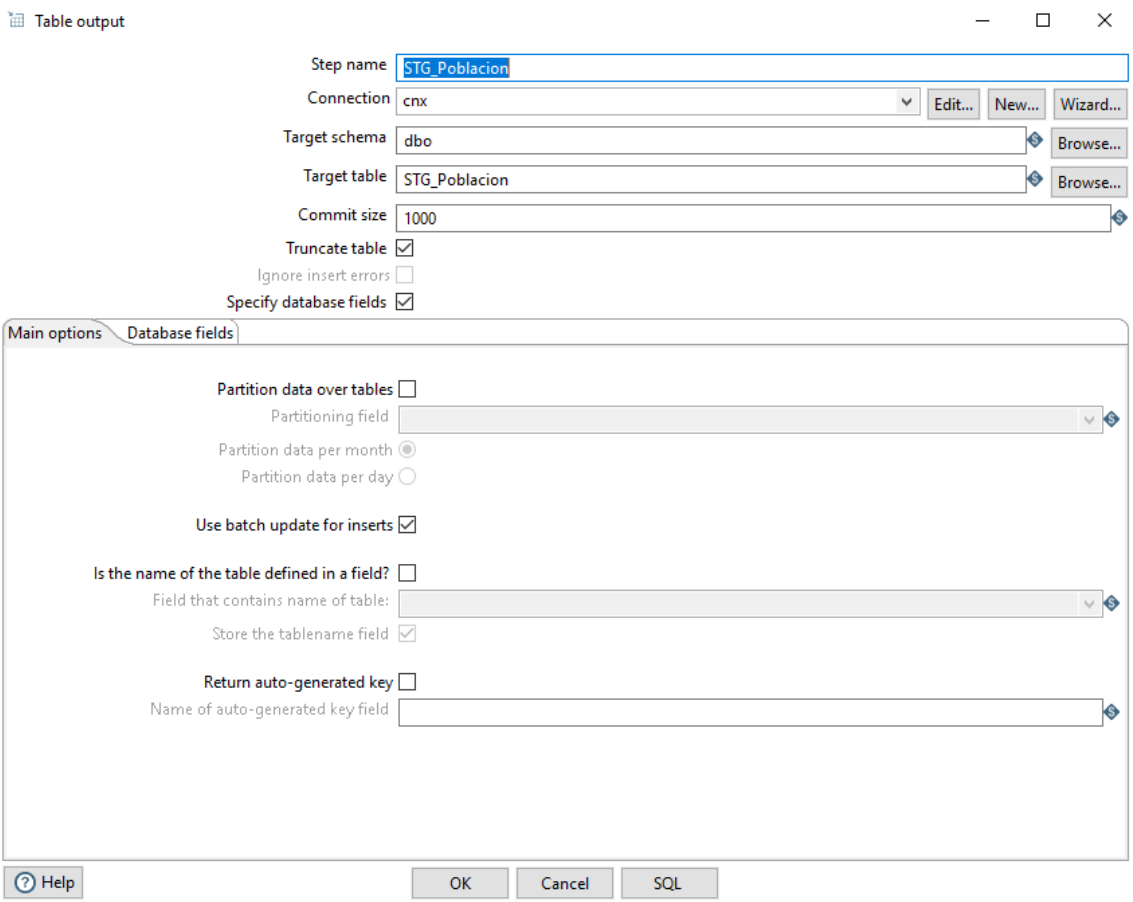 Table output
Step name STG_Poblacion
Connection cnx Edit... New... Wizard...
Target schema dbo Browse...
Target table STG_Poblacion Browse...
Commit size 1000
Truncate table
Ignore insert errors
Specify database fields
Main options Database fields
Partition data over tables
Partitioning field
Partition data per month
Partition data per day
Use batch update for inserts
Is the name of the table defined in a field?
Field that contains name of table:
Store the tablename field
Return auto-generated key
Name of auto-generated key field
Help OK Cancel SQL